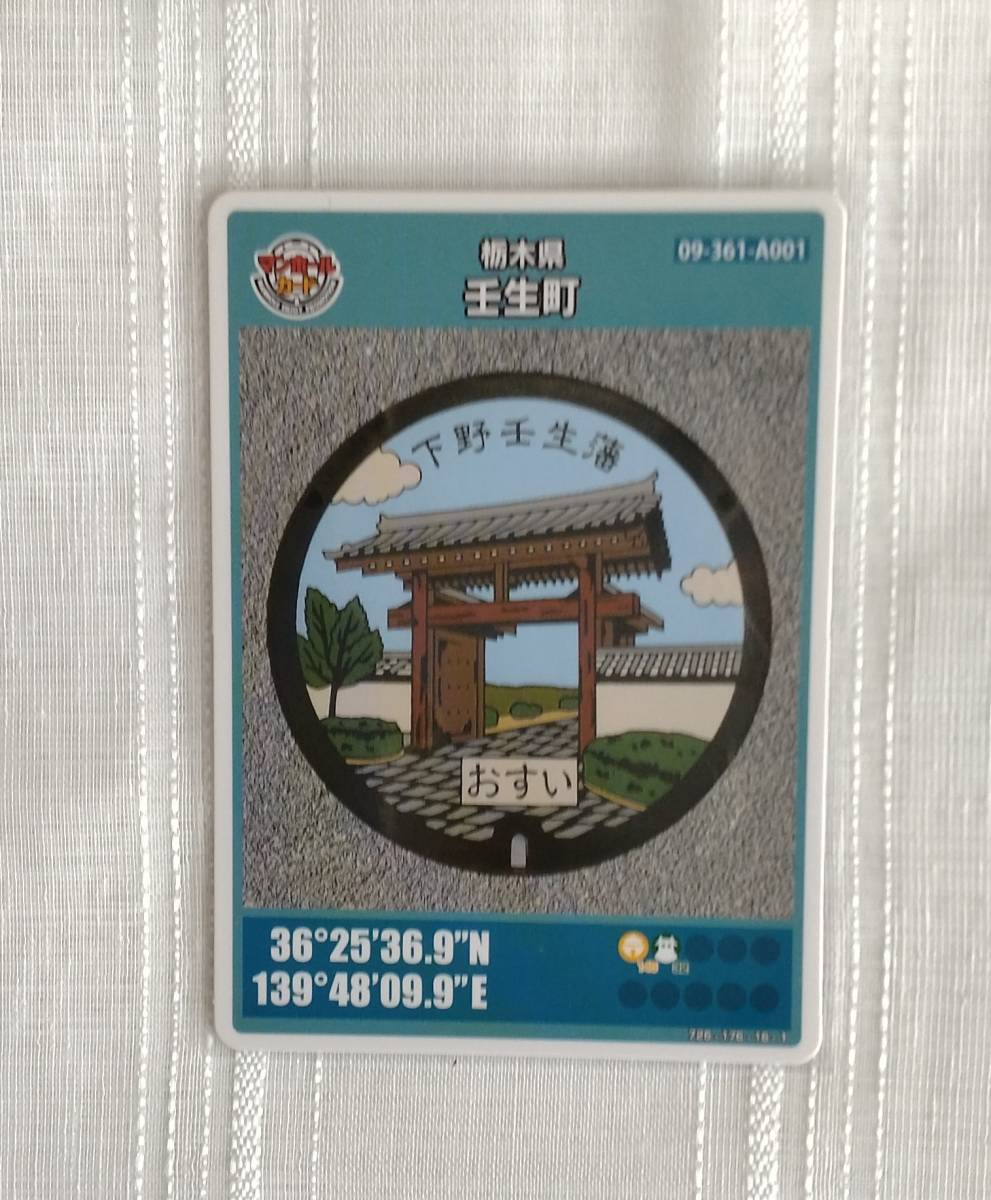 マンホール
カード
栃木県
壬生町
09-361-A001
下野壬生藩
おすい
36°25'36.9"N
139°48'09.9"E